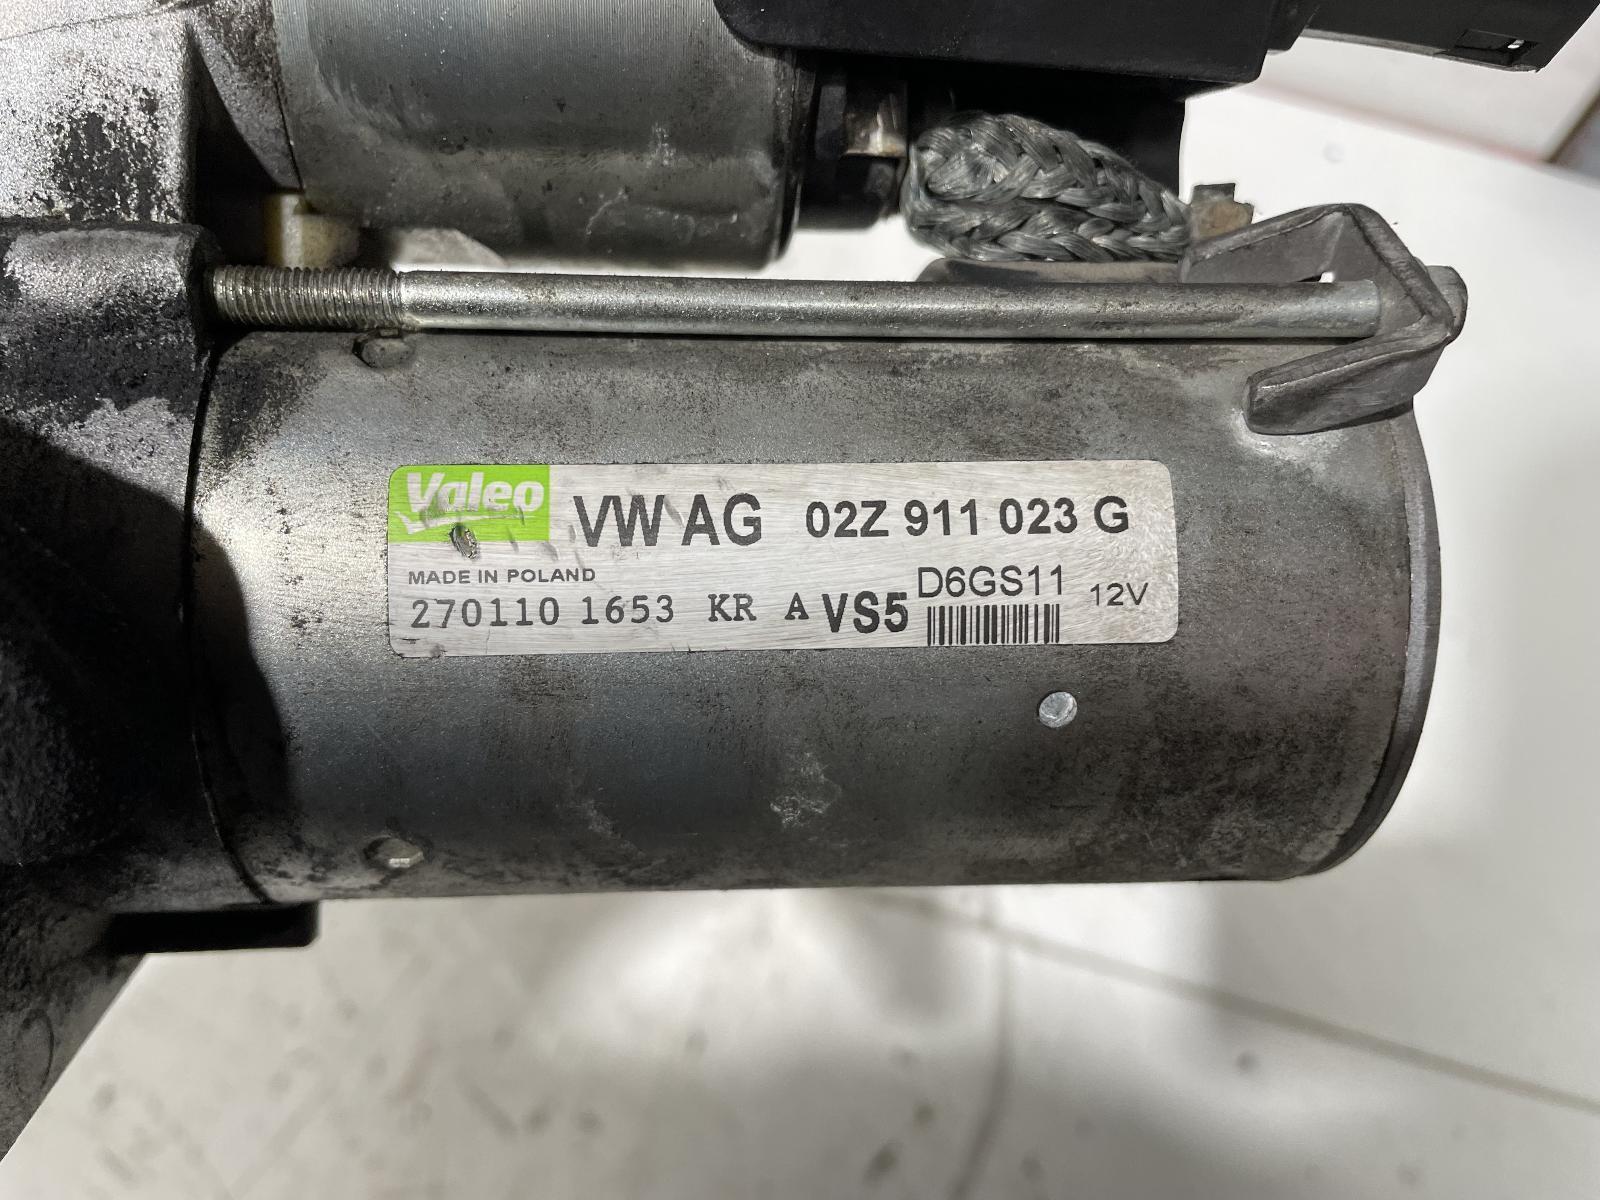 Valeo VW AG 02Z 911 023 G
MADE IN POLAND
270110 1653 KR A VS5 D6GS11 12V